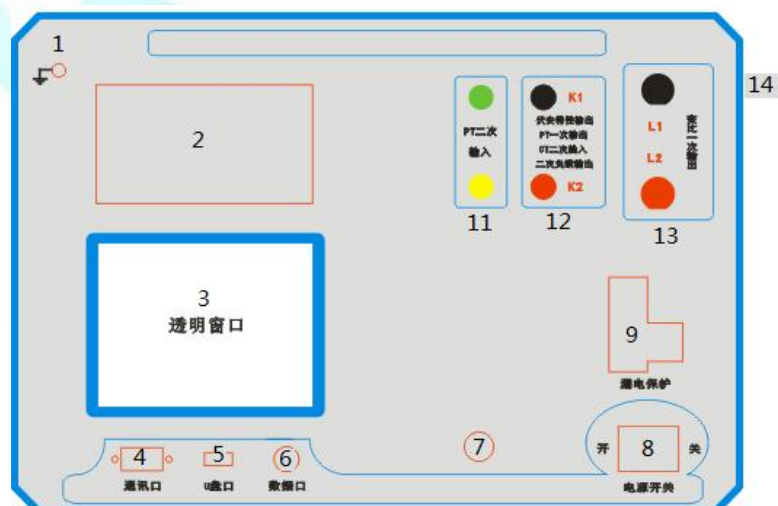 1
2
3
透明窗口
4
通讯口
5
U盘口
6
数据口
7
PT二次
输入
11
K1
伏安特性输出
PT一次输出
CT二次输入
二次负载输出
K2
12
L1
L2
变比一次输出
13
14
9
漏电保护
开
8
关
电源开关